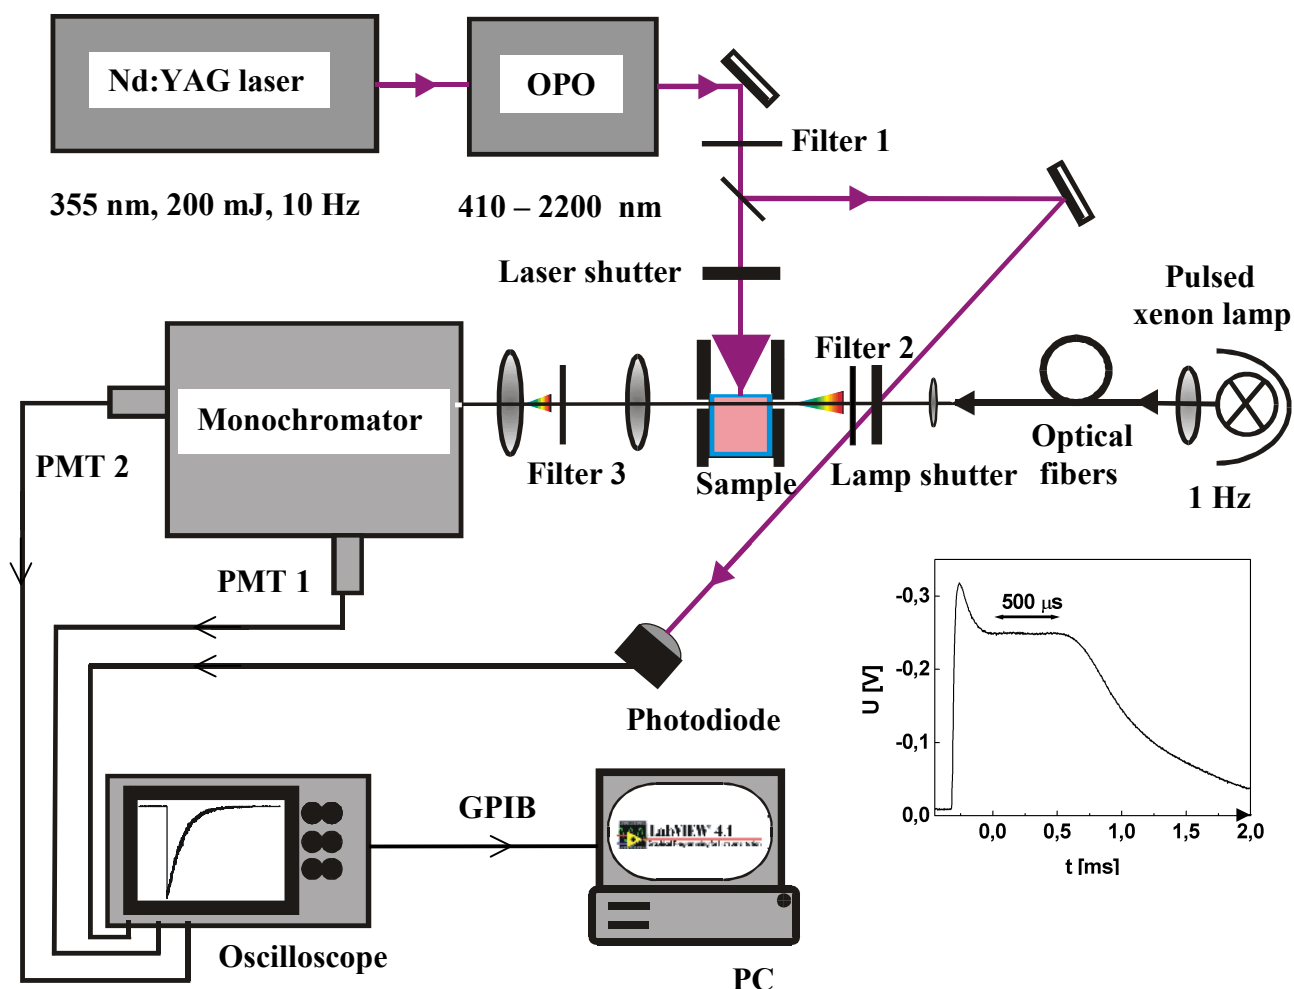 Nd:YAG laser
OPO
Filter 1
355 nm, 200 mJ, 10 Hz
410 – 2200 nm
Laser shutter
Pulsed
xenon lamp
Filter 2
Monochromator
PMT 2
Filter 3
Sample
Lamp shutter
Optical
fibers
1 Hz
PMT 1
500 µs
-0,3
-0,2
-0,1
0,0
U [V]
0,0 0,5 1,0 1,5 2,0
t [ms]
Photodiode
GPIB
LabVIEW 4.1
Oscilloscope
PC